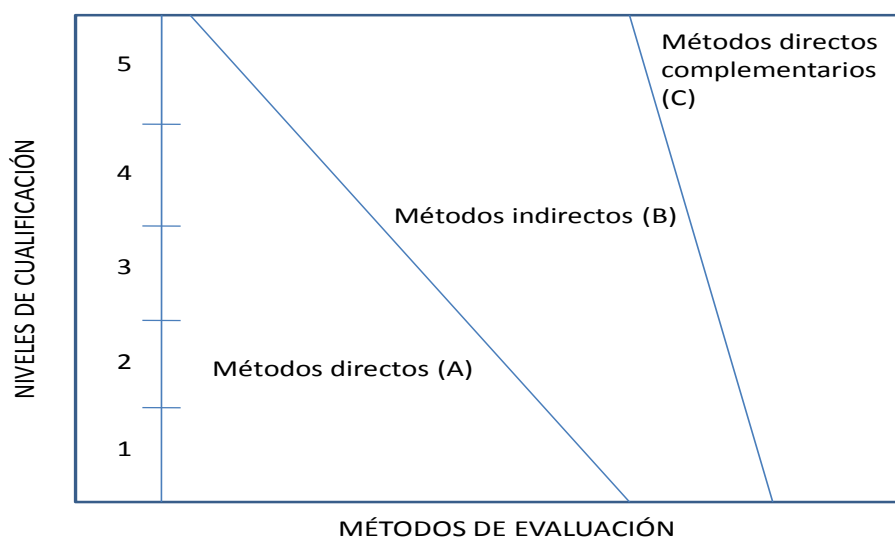 Métodos directos
complementarios
(C)
5
4
Métodos indirectos (B)
3
2
Métodos directos (A)
1
NIVELES DE CUALIFICACIÓN
MÉTODOS DE EVALUACIÓN